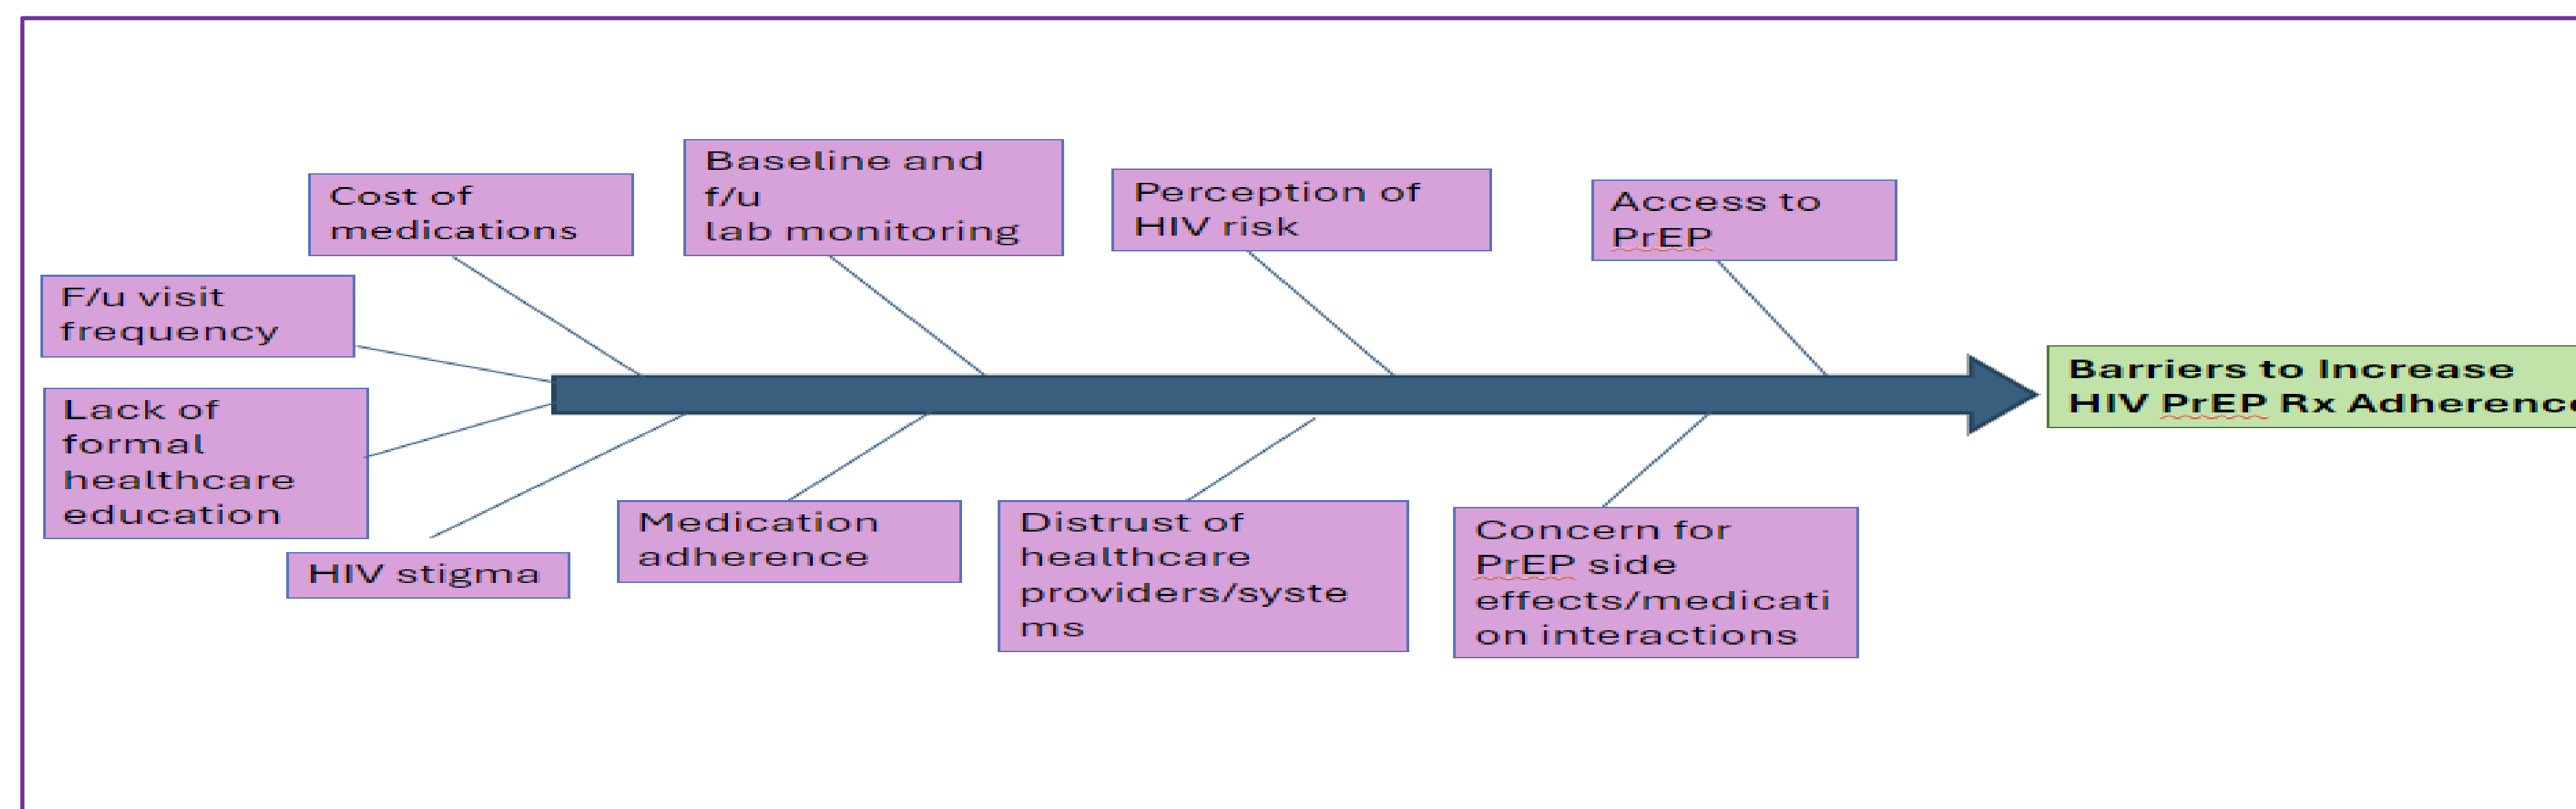 Baseline and
f/u
lab monitoring
Cost of
medications
Perception of
HIV risk
Access to
PrEP
F/u visit
frequency
Barriers to Increase
HIV PrEP Rx Adherence
Lack of
formal
healthcare
education
HIV stigma
Medication
adherence
Distrust of
healthcare
providers/syste
ms
Concern for
PrEP side
effects/medicati
on interactions